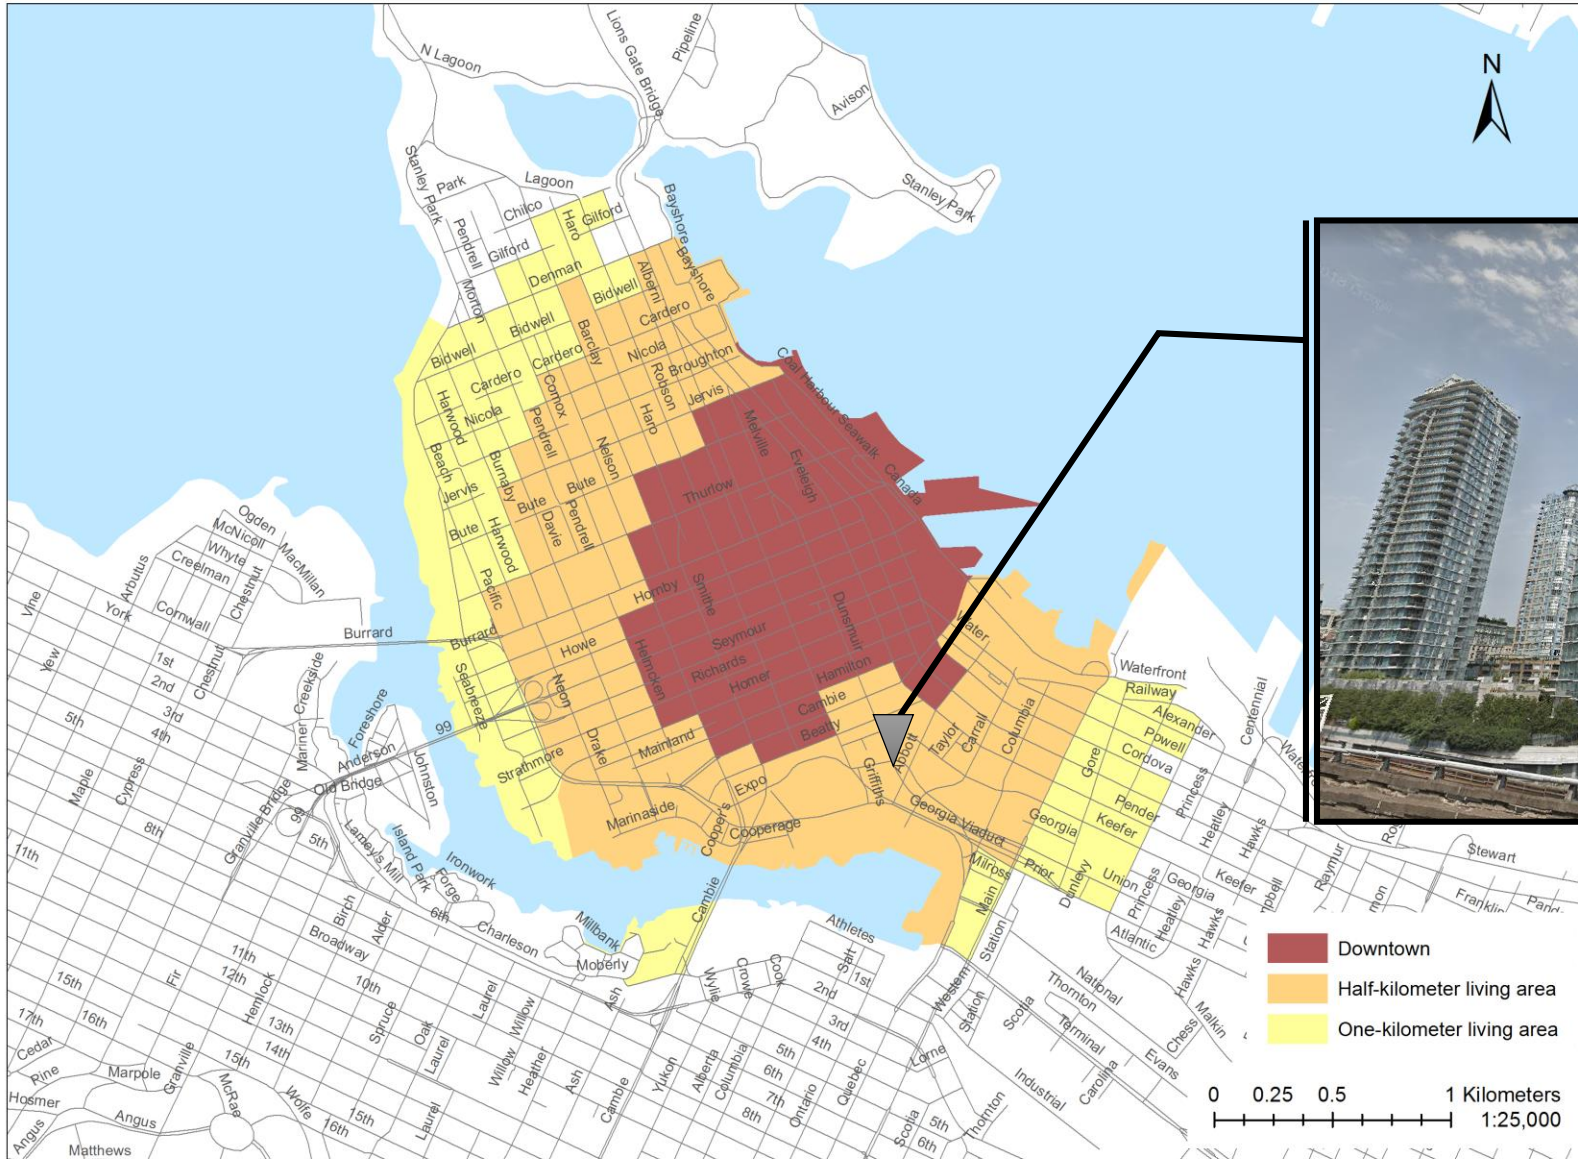 N Lagoon
Lions Gate Bridge
Pipeline
Avison
N
Stanley Park
Park
Lagoon
Stanley Park
Chilco
Haro
Gilford
Bayshore
Pendrell
Gilford
Denman
Morton
Bidwell
Alberni
Bayshore
Bidwell
Barclay
Cardero
Bidwell
Cardero
Nicola
Broughton
Coal Harbour Seawalk
Cardero
Comox
Robson
Jervis
Harwood
Nicola
Pendrell
Haro
Melville
Beach
Burnaby
Nelson
Eveleigh
Canada
Jervis
Bute
Bute
Thurlow
Bute
Harwood
Davie
Pendrell
Ogden
McNicoll
Whyte
Creelman
MacMillan
Arbutus
Chestnut
Vine
York
Cornwall
Burrard
Pacific
Hornby
Smithe
Dunsmuir
Water
Burrard
Howe
Helmcken
Seymour
Richards
Homer
Hamilton
Yew
1st
2nd
3rd
4th
5th
Chestnut
Creekside
Mariner
Foreshore
Seabreeze
Neon
99
Cambie
Beatty
Mainland
Drake
Strathmore
Abbott
Taylor
Carrall
Columbia
Griffiths
Waterfront
Railway
Alexander
Powell
Cordova
Centennial
Gore
Princess
Pender
Keefer
Heatley
Hawks
Anderson
Old Bridge
Johnston
Maple
Cypress
99
Granville Bridge
Expo
Marinaside
Cooper's
Cooperage
Georgia Viaduct
Georgia
Stewart
8th
5th
Lamey's Mill
Island Park
Ironwork
Forge
6th
11th
Milross
Main
Prior
Dunlevy
Union
Princess
Georgia
Keefer
Raymur
Heatley
Hawks
Atlantic
Birch
Alder
Broadway
Charleson
Millbank
Moberly
Cambie
Athletes
Station
11th
12th
10th
Fir
Hemlock
15th
16th
17th
Spruce
Oak
Laurel
Laurel
Willow
Willow
Heather
Ash
Ash
Wylie
Crowe
Cook
Salt
1st
2nd
3rd
4th
5th
6th
7th
8th
Western
Station
Scotia
National
Thornton
Terminal
Hawks
Malkin
Chess
Evans
Carolina
Industrial
Thornton
Lorne
13th
14th
15th
Cedar
Pine
Marpole
Granville
McRae
Wolfe
15th
16th
Laurel
Hosmer
Angus
Angus
Matthews
Cambie
Yukon
Alberta
Columbia
Ontario
Quebec
Scotia
5th
6th
Downtown
Half-kilometer living area
One-kilometer living area
0 0.25 0.5 1 Kilometers
1:25,000